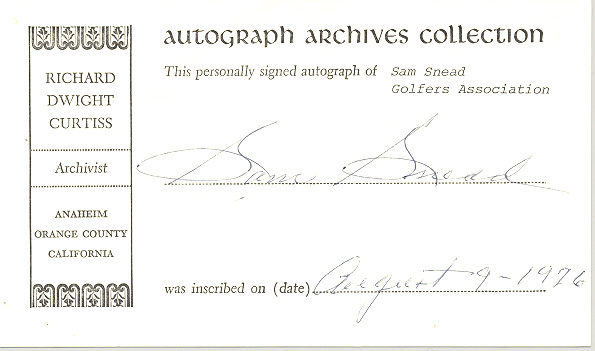 AUTOGRAPH ARCHIVES COLLECTION
RICHARD
DWIGHT
CURTISS
Archivist
ANAHEIM
ORANGE COUNTY
CALIFORNIA
This personally signed autograph of Sam Snead
Golfers Association
Sam Snead
was inscribed on (date) August 9-1976